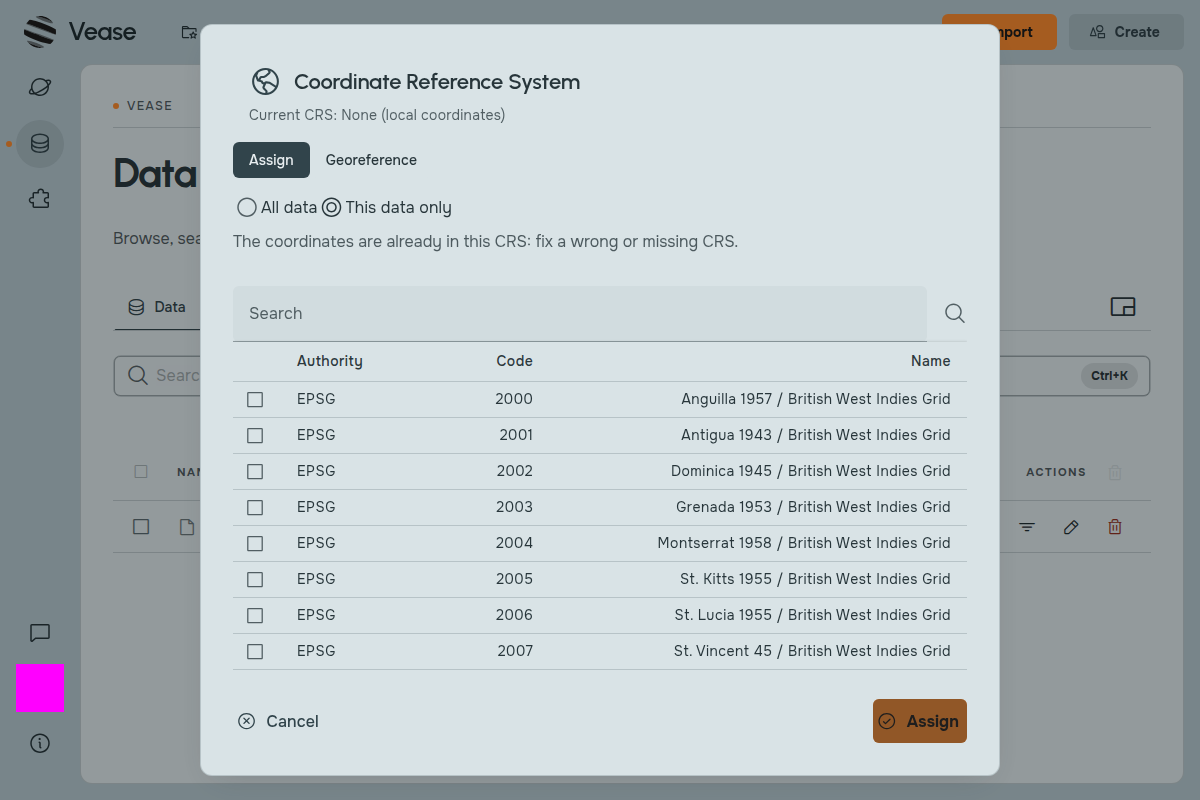 Vease
port
Create
VEASE
Data
Browse, sea
Data
Searc
Ctrl+K
NAM
ACTIONS
Coordinate Reference System
Current CRS: None (local coordinates)
Assign
Georeference
All data
This data only
The coordinates are already in this CRS: fix a wrong or missing CRS.
Search
Authority Code Name
EPSG 2000 Anguilla 1957 / British West Indies Grid
EPSG 2001 Antigua 1943 / British West Indies Grid
EPSG 2002 Dominica 1945 / British West Indies Grid
EPSG 2003 Grenada 1953 / British West Indies Grid
EPSG 2004 Montserrat 1958 / British West Indies Grid
EPSG 2005 St. Kitts 1955 / British West Indies Grid
EPSG 2006 St. Lucia 1955 / British West Indies Grid
EPSG 2007 St. Vincent 45 / British West Indies Grid
Cancel
Assign